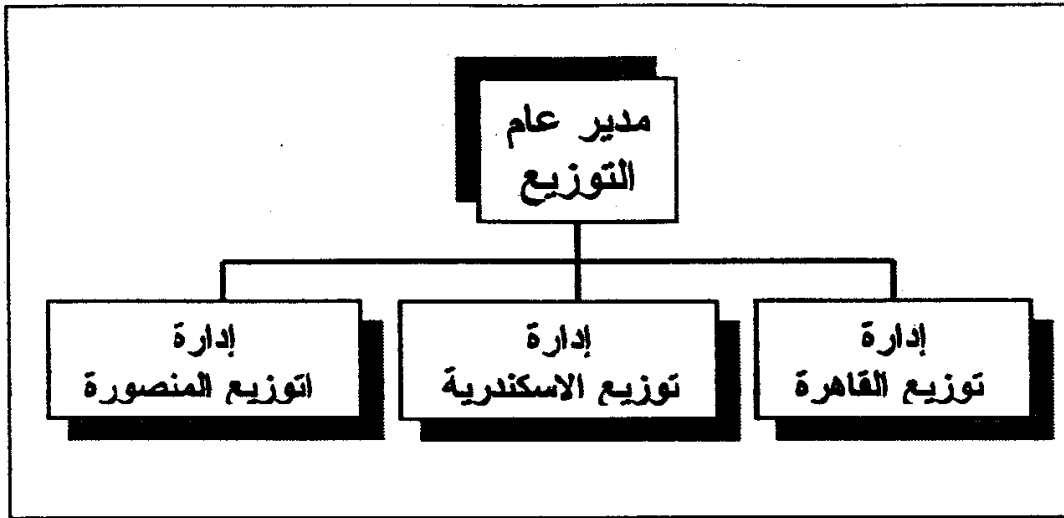 مدير عام
التوزيع
إدارة
توزيع القاهرة
إدارة
توزيع الاسكندرية
إدارة
اتوزيع المنصورة